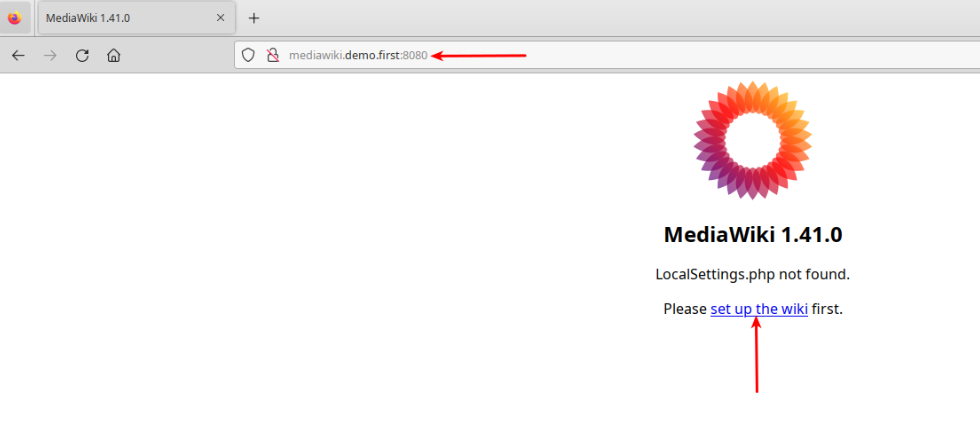 MediaWiki 1.41.0
mediawiki.demo.first:8080
MediaWiki 1.41.0
LocalSettings.php not found.
Please set up the wiki first.